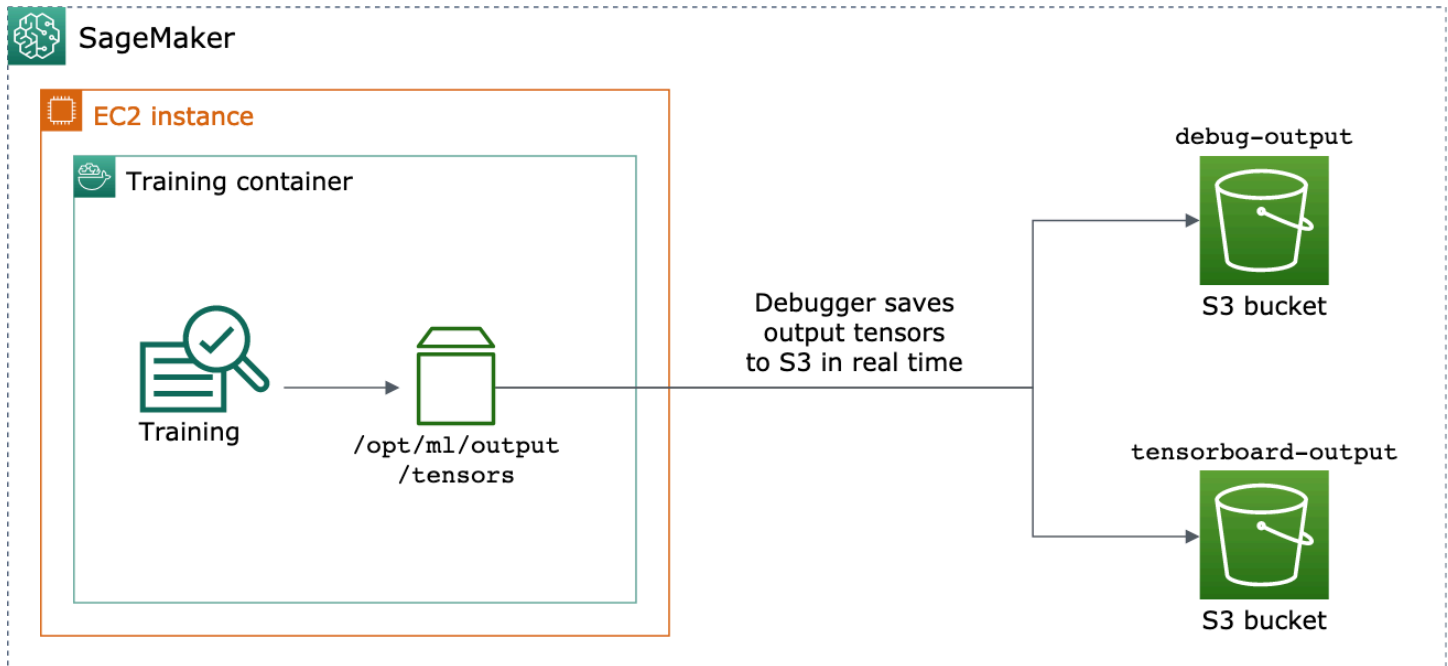 SageMaker
EC2 instance
Training container
Training
/opt/ml/output
/tensors
Debugger saves
output tensors
to S3 in real time
debug-output
S3 bucket
tensorboard-output
S3 bucket